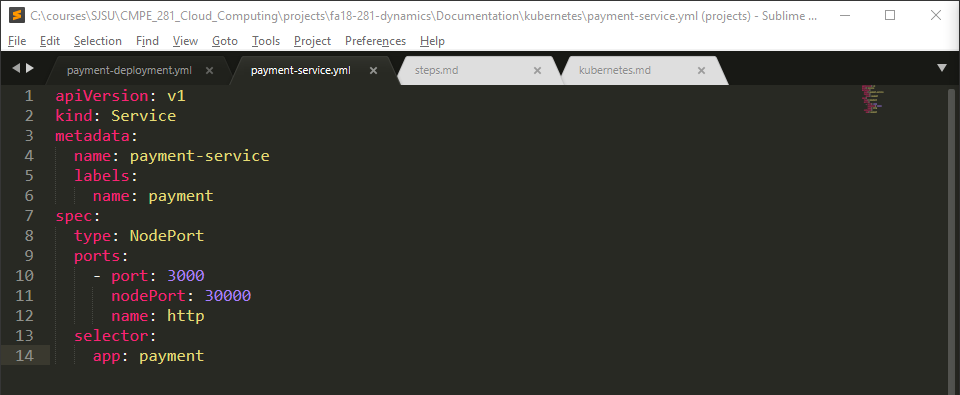 C:\courses\SJSU\CMPE_281_Cloud_Computing\projects\fa18-281-dynamics\Documentation\kubernetes\payment-service.yml (projects) - Sublime ...
File Edit Selection Find View Goto Tools Project Preferences Help
payment-deployment.yml payment-service.yml steps.md kubernetes.md
1 apiVersion: v1
2 kind: Service
3 metadata:
4   name: payment-service
5   labels:
6     name: payment
7 spec:
8   type: NodePort
9   ports:
10     - port: 3000
11       nodePort: 30000
12       name: http
13   selector:
14     app: payment